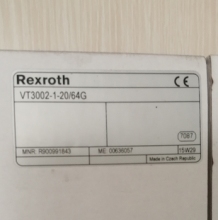 Rexroth CE
VT3002-1-20/64G
7087
MNR: R900991843 ME: 00636057 15W26
Made in Czech Republic